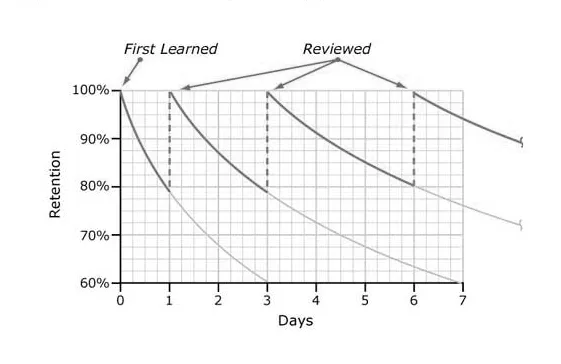 First Learned
Reviewed
100%
90%
80%
70%
60%
Retention
0 1 2 3 4 5 6 7
Days